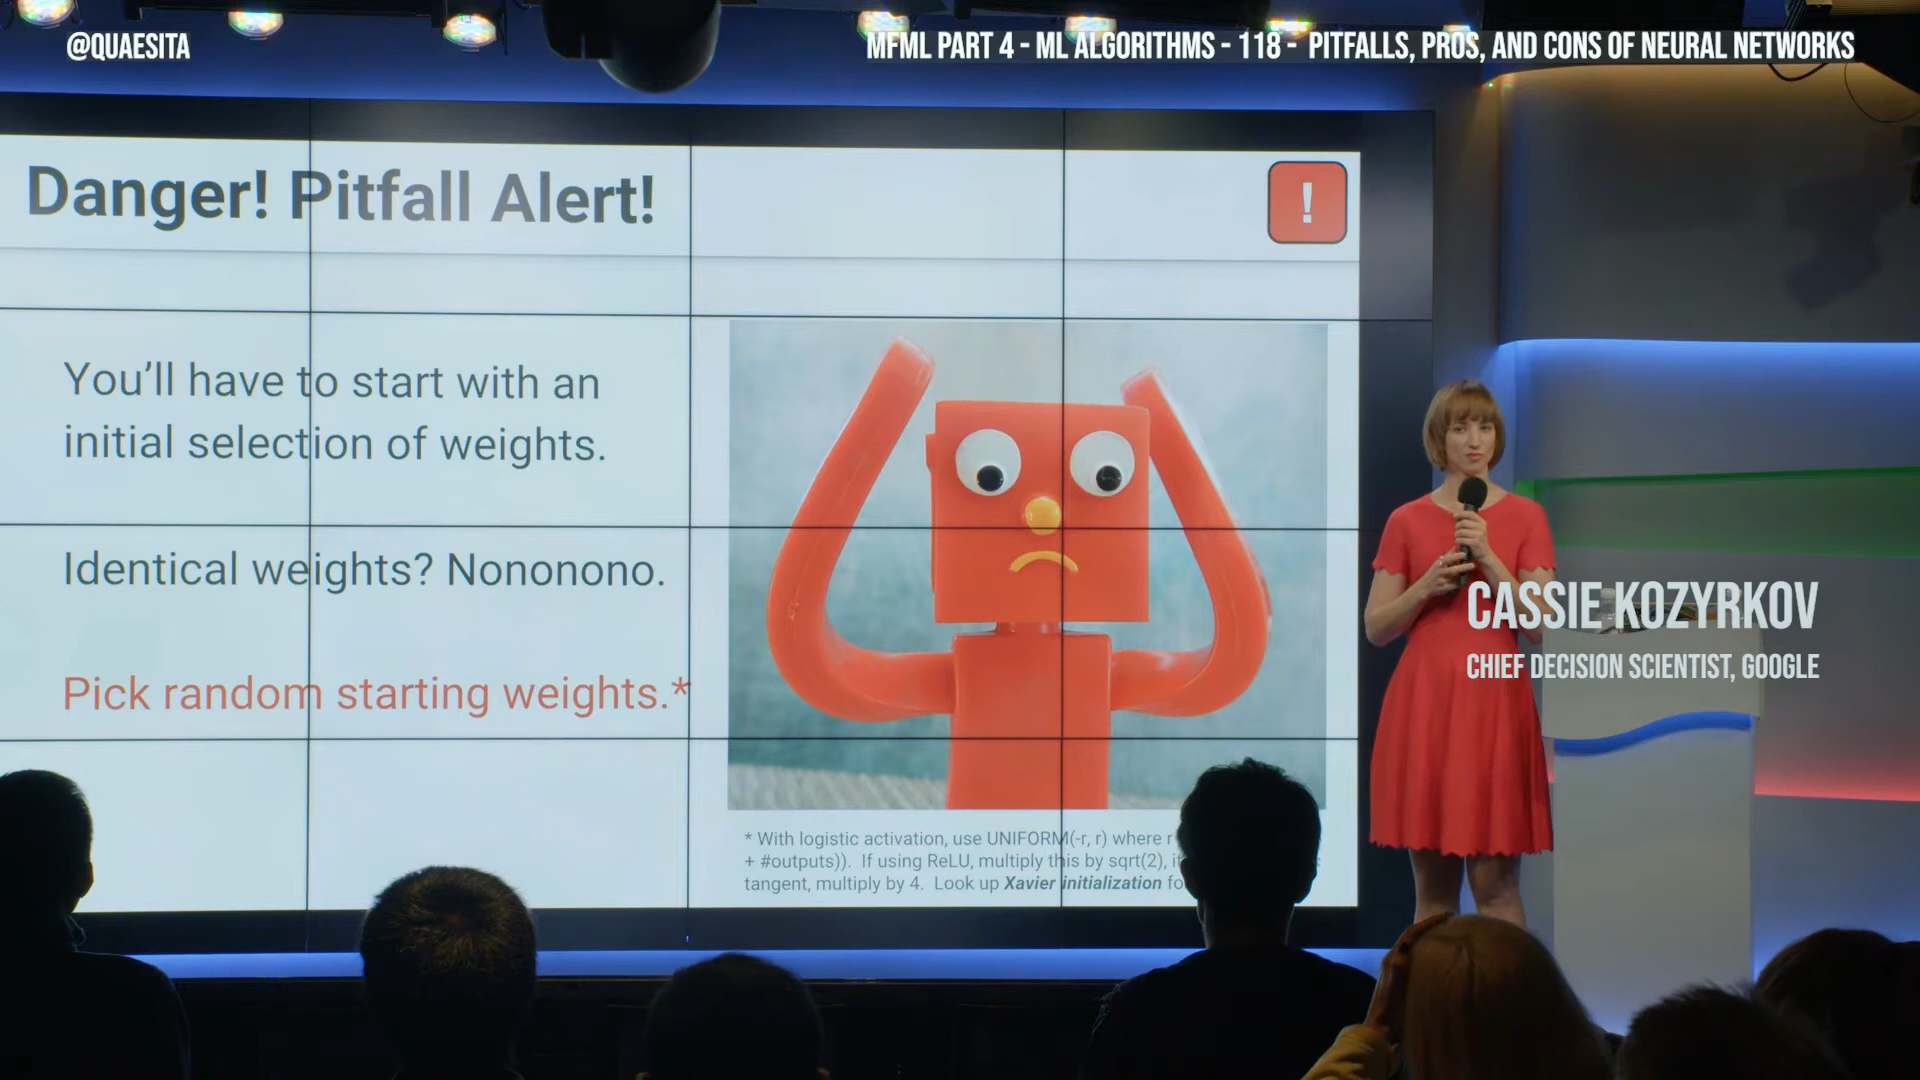 @QUAESITA
MFML PART 4 - ML ALGORITHMS - 118 - PITFALLS, PROS, AND CONS OF NEURAL NETWORKS
Danger! Pitfall Alert!
!
You'll have to start with an
initial selection of weights.
Identical weights? Nononono.
Pick random starting weights.*
CASSIE KOZYRKOV
CHIEF DECISION SCIENTIST, GOOGLE
* With logistic activation, use UNIFORM(-r, r) where r
+ #outputs)). If using ReLU, multiply this by sqrt(2),
tangent, multiply by 4. Look up Xavier initialization